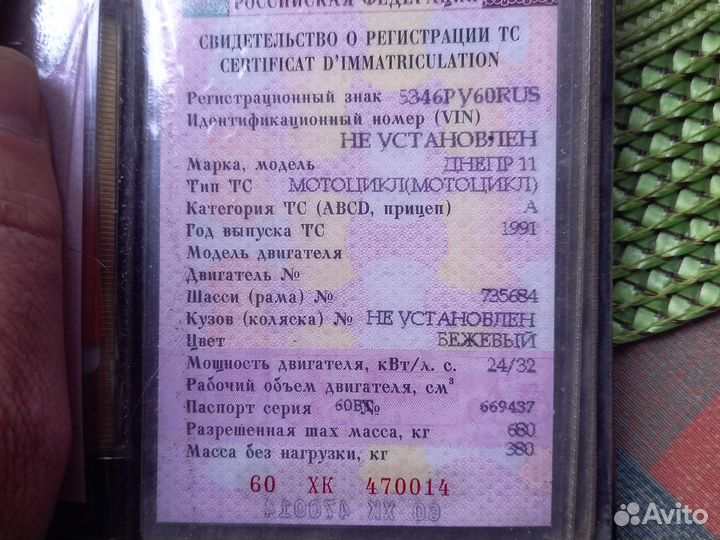 РОССИЙСКАЯ ФЕДЕРАЦИЯ
СВИДЕТЕЛЬСТВО О РЕГИСТРАЦИИ ТС
CERTIFICAT D'IMMATRICULATION
Регистрационный знак 5346РУ60RUS
Идентификационный номер (VIN)
НЕ УСТАНОВЛЕН
Марка, модель ДНЕПР 11
Тип ТС МОТОЦИКЛ(МОТОЦИКЛ)
Категория ТС (ABCD, прицеп) A
Год выпуска ТС 1991
Модель двигателя
Двигатель №
Шасси (рама) № 735684
Кузов (коляска) № НЕ УСТАНОВЛЕН
Цвет БЕЖЕВЫЙ
Мощность двигателя, кВт/л. с. 24/32
Рабочий объем двигателя, см³
Паспорт серия № 669437
Разрешенная max масса, кг 680
Масса без нагрузки, кг 380
60 ХК 470014
60 ХК 470014
Avito